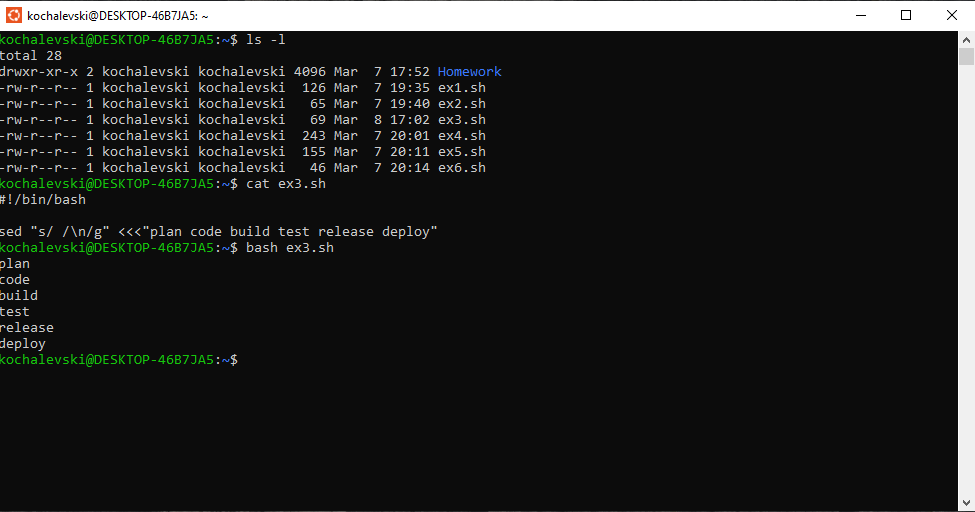 kochalevski@DESKTOP-46B7JA5: ~
kochalevski@DESKTOP-46B7JA5:~$ ls -l
total 28
drwxr-xr-x 2 kochalevski kochalevski 4096 Mar  7 17:52 Homework
-rw-r--r-- 1 kochalevski kochalevski  126 Mar  7 19:35 ex1.sh
-rw-r--r-- 1 kochalevski kochalevski   65 Mar  7 19:40 ex2.sh
-rw-r--r-- 1 kochalevski kochalevski   69 Mar  8 17:02 ex3.sh
-rw-r--r-- 1 kochalevski kochalevski  243 Mar  7 20:01 ex4.sh
-rw-r--r-- 1 kochalevski kochalevski  155 Mar  7 20:11 ex5.sh
-rw-r--r-- 1 kochalevski kochalevski   46 Mar  7 20:14 ex6.sh
kochalevski@DESKTOP-46B7JA5:~$ cat ex3.sh
#!/bin/bash
sed "s/ /\n/g" <<<"plan code build test release deploy"
kochalevski@DESKTOP-46B7JA5:~$ bash ex3.sh
plan
code
build
test
release
deploy
kochalevski@DESKTOP-46B7JA5:~$